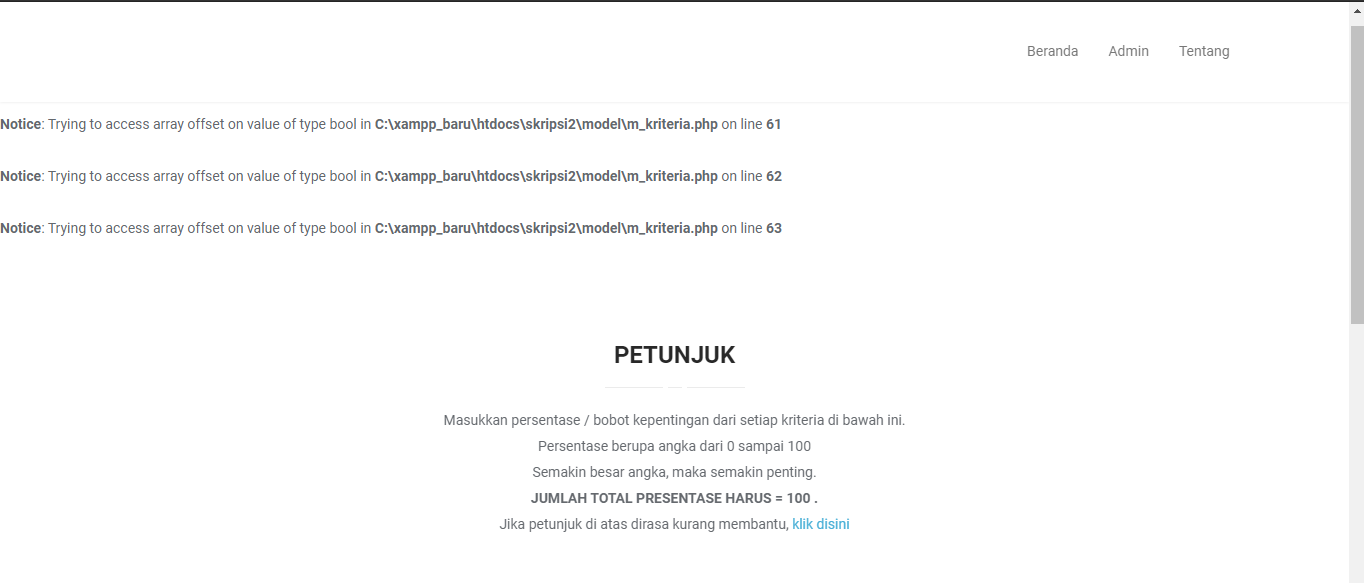 Beranda Admin Tentang
Notice: Trying to access array offset on value of type bool in C:\xampp_baru\htdocs\skripsi2\model\m_kriteria.php on line 61
Notice: Trying to access array offset on value of type bool in C:\xampp_baru\htdocs\skripsi2\model\m_kriteria.php on line 62
Notice: Trying to access array offset on value of type bool in C:\xampp_baru\htdocs\skripsi2\model\m_kriteria.php on line 63
PETUNJUK
Masukkan persentase / bobot kepentingan dari setiap kriteria di bawah ini.
Persentase berupa angka dari 0 sampai 100
Semakin besar angka, maka semakin penting.
JUMLAH TOTAL PRESENTASE HARUS = 100 .
Jika petunjuk di atas dirasa kurang membantu, klik disini